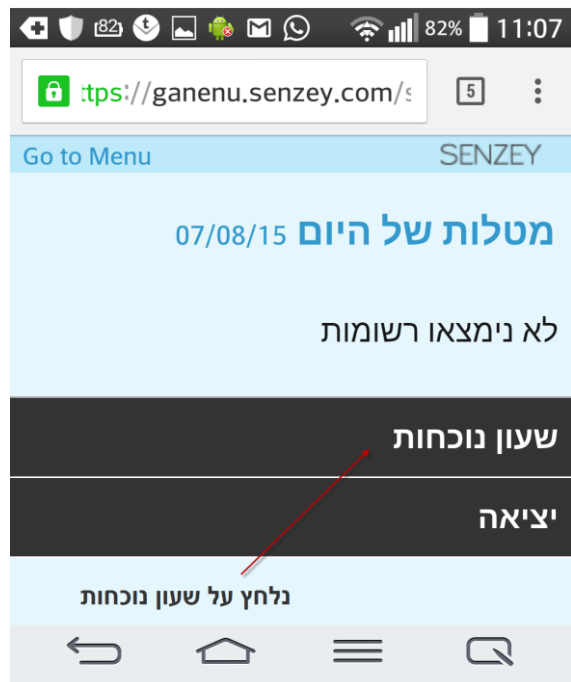 82 82% 11:07
ttps://ganenu.senzey.com/s 5
Go to Menu SENZEY
מטלות של היום 07/08/15
לא נימצאו רשומות
שעון נוכחות
יציאה
נלחץ על שעון נוכחות